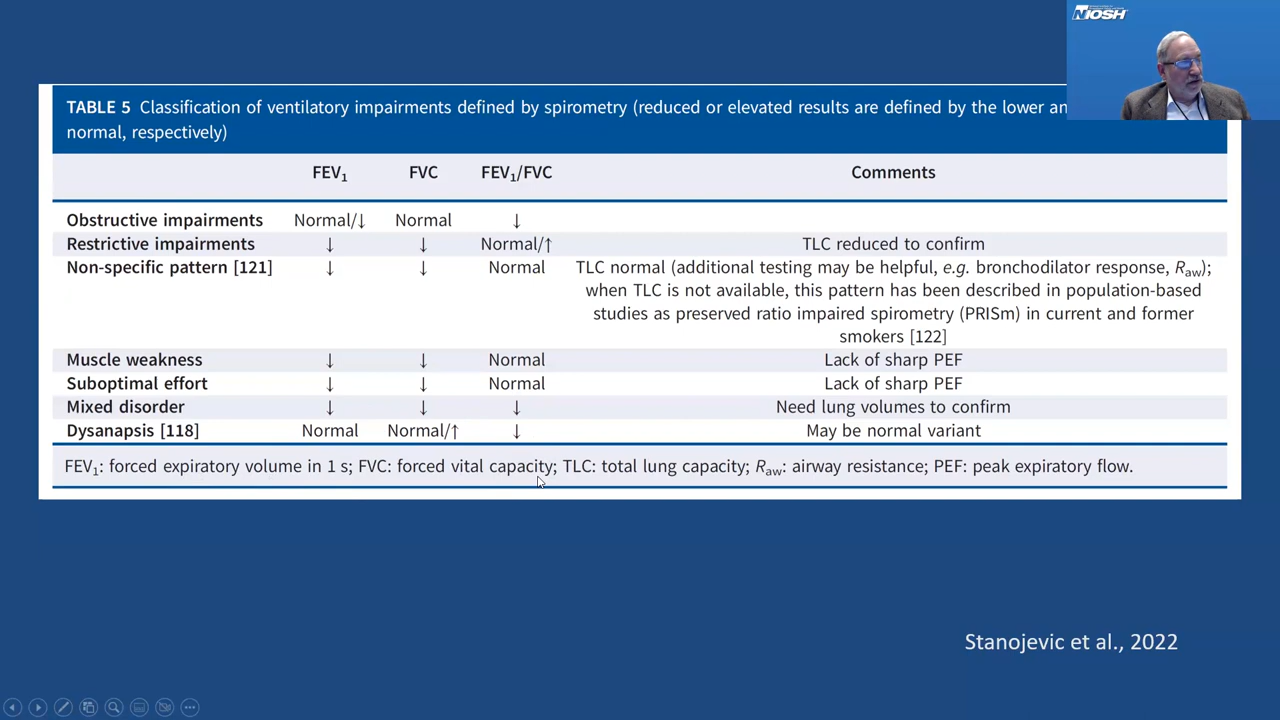 NIOSH
TABLE 5 Classification of ventilatory impairments defined by spirometry (reduced or elevated results are defined by the lower an
normal, respectively)
FEV₁ FVC FEV₁/FVC Comments
Obstructive impairments Normal/↓ Normal ↓
Restrictive impairments ↓ ↓ Normal/↑ TLC reduced to confirm
Non-specific pattern [121] ↓ ↓ Normal TLC normal (additional testing may be helpful, e.g. bronchodilator response, Raw);
when TLC is not available, this pattern has been described in population-based
studies as preserved ratio impaired spirometry (PRISm) in current and former
smokers [122]
Muscle weakness ↓ ↓ Normal Lack of sharp PEF
Suboptimal effort ↓ ↓ Normal Lack of sharp PEF
Mixed disorder ↓ ↓ ↓ Need lung volumes to confirm
Dysanapsis [118] Normal Normal/↑ ↓ May be normal variant
FEV₁: forced expiratory volume in 1 s; FVC: forced vital capacity; TLC: total lung capacity; Raw: airway resistance; PEF: peak expiratory flow.
Stanojevic et al., 2022